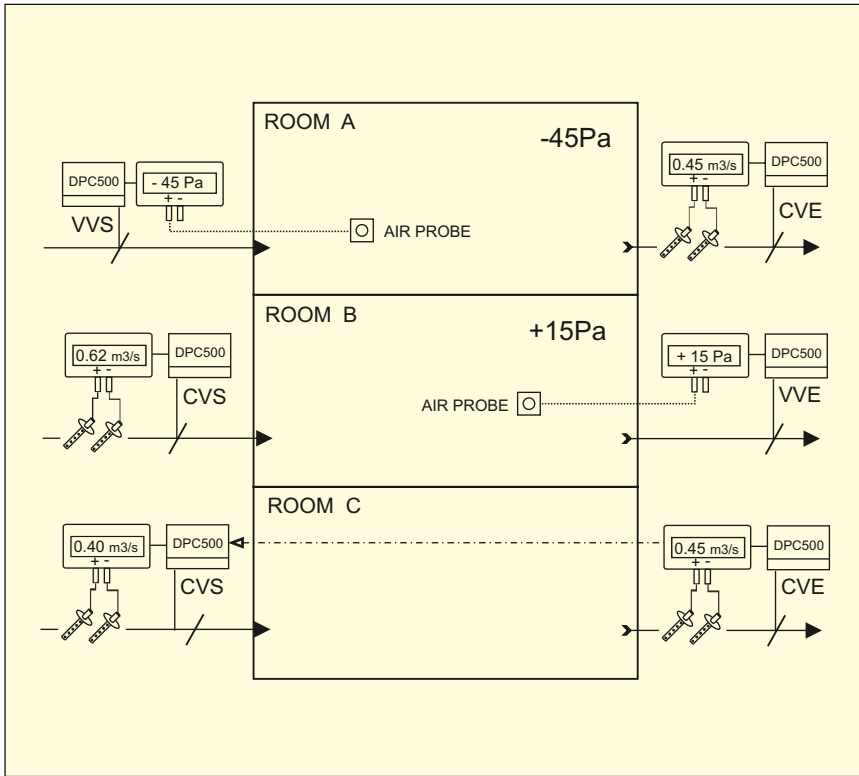 ROOM A
-45Pa
DPC500
- 45 Pa
+ -
VVS
AIR PROBE
0.45 m3/s
+ -
DPC500
CVE
ROOM B
+15Pa
0.62 m3/s
+ -
DPC500
CVS
AIR PROBE
+ 15 Pa
+ -
DPC500
VVE
ROOM C
0.40 m3/s
+ -
DPC500
CVS
0.45 m3/s
+ -
DPC500
CVE